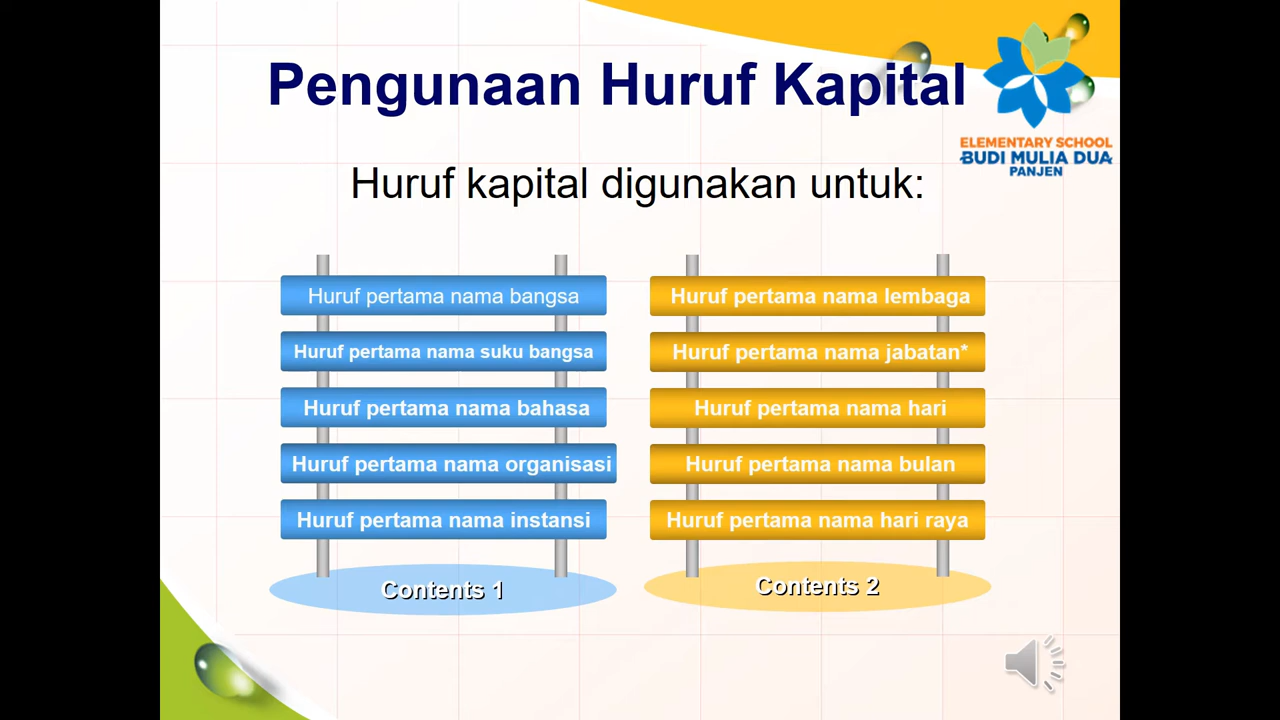 Pengunaan Huruf Kapital
ELEMENTARY SCHOOL
BUDI MULIA DUA
PANJEN
Huruf kapital digunakan untuk:
Huruf pertama nama bangsa
Huruf pertama nama suku bangsa
Huruf pertama nama bahasa
Huruf pertama nama organisasi
Huruf pertama nama instansi
Contents 1
Huruf pertama nama lembaga
Huruf pertama nama jabatan*
Huruf pertama nama hari
Huruf pertama nama bulan
Huruf pertama nama hari raya
Contents 2